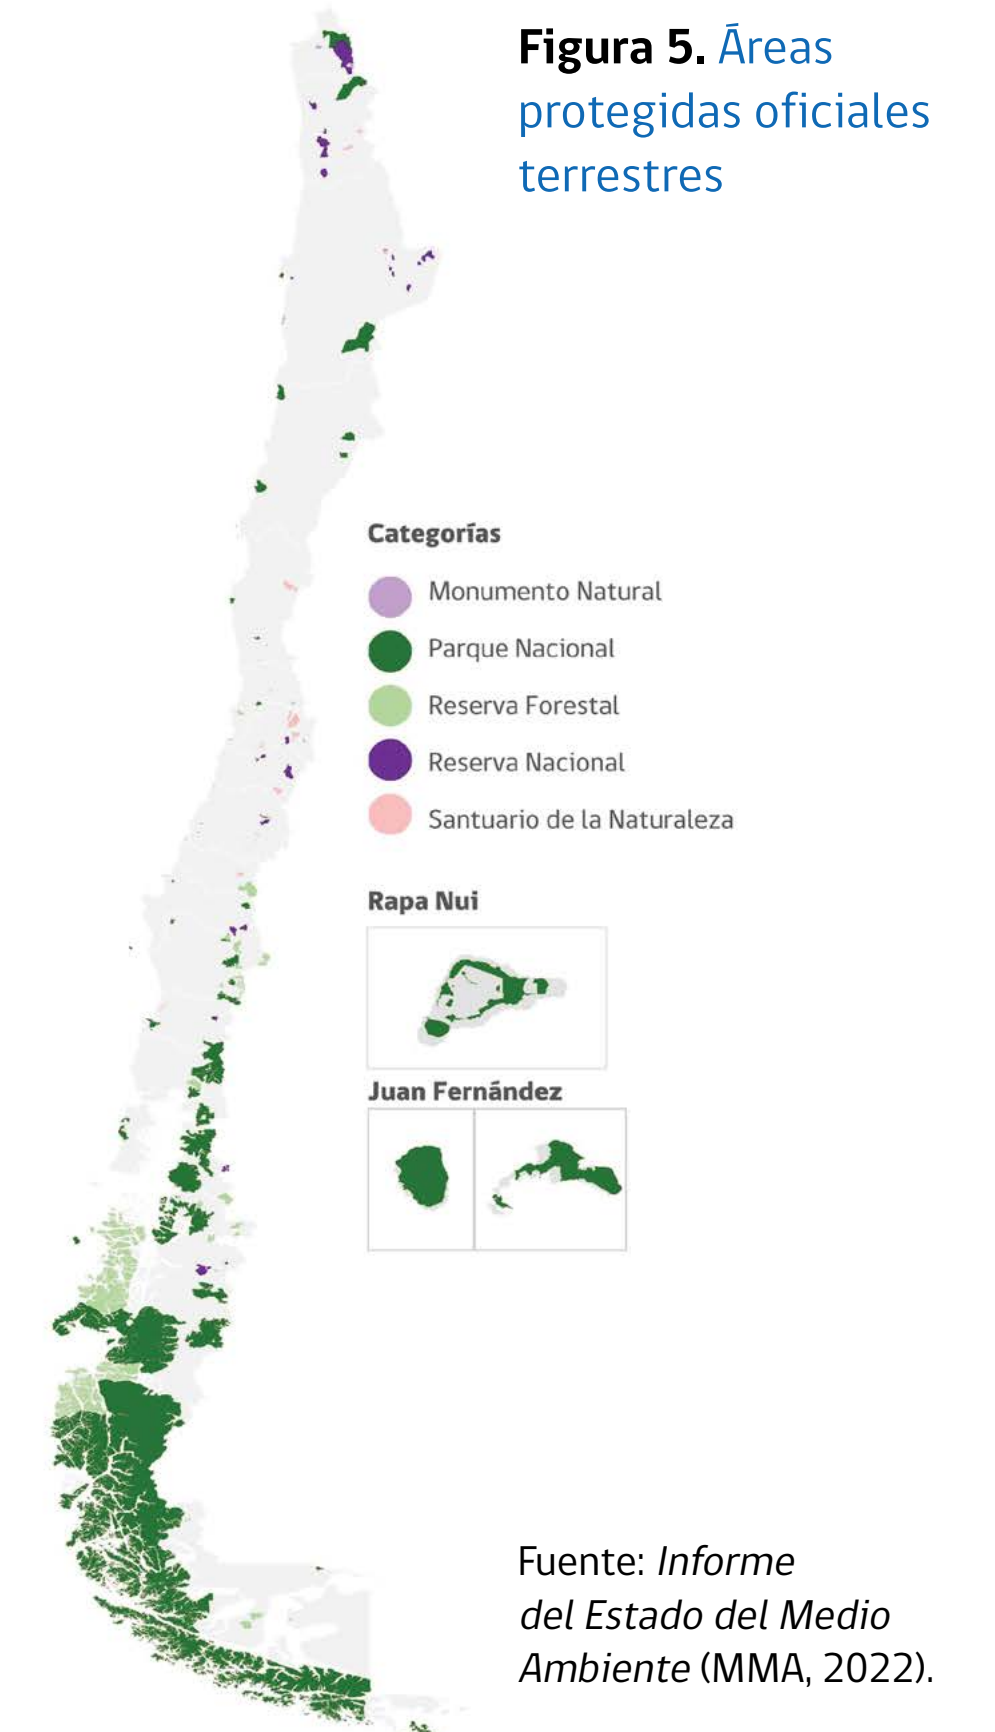 Figura 5. Áreas
protegidas oficiales
terrestres
Categorías
Monumento Natural
Parque Nacional
Reserva Forestal
Reserva Nacional
Santuario de la Naturaleza
Rapa Nui
Juan Fernández
Fuente: Informe
del Estado del Medio
Ambiente (MMA, 2022).